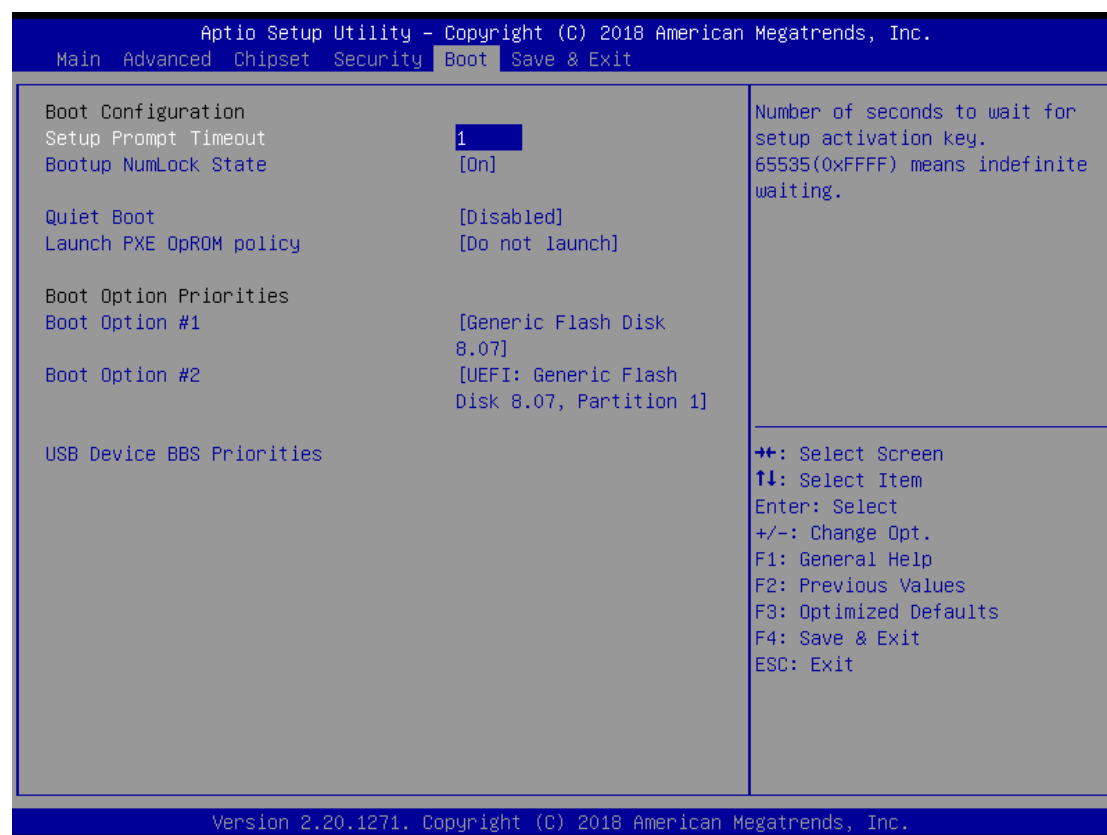 Aptio Setup Utility – Copyright (C) 2018 American Megatrends, Inc.
Main Advanced Chipset Security Boot Save & Exit
Boot Configuration
Setup Prompt Timeout 1
Bootup NumLock State [On]
Quiet Boot [Disabled]
Launch PXE OpROM policy [Do not launch]
Boot Option Priorities
Boot Option #1 [Generic Flash Disk
8.07]
Boot Option #2 [UEFI: Generic Flash
Disk 8.07, Partition 1]
USB Device BBS Priorities
Number of seconds to wait for
setup activation key.
65535(0xFFFF) means indefinite
waiting.
→←: Select Screen
↑↓: Select Item
Enter: Select
+/-: Change Opt.
F1: General Help
F2: Previous Values
F3: Optimized Defaults
F4: Save & Exit
ESC: Exit
Version 2.20.1271. Copyright (C) 2018 American Megatrends, Inc.